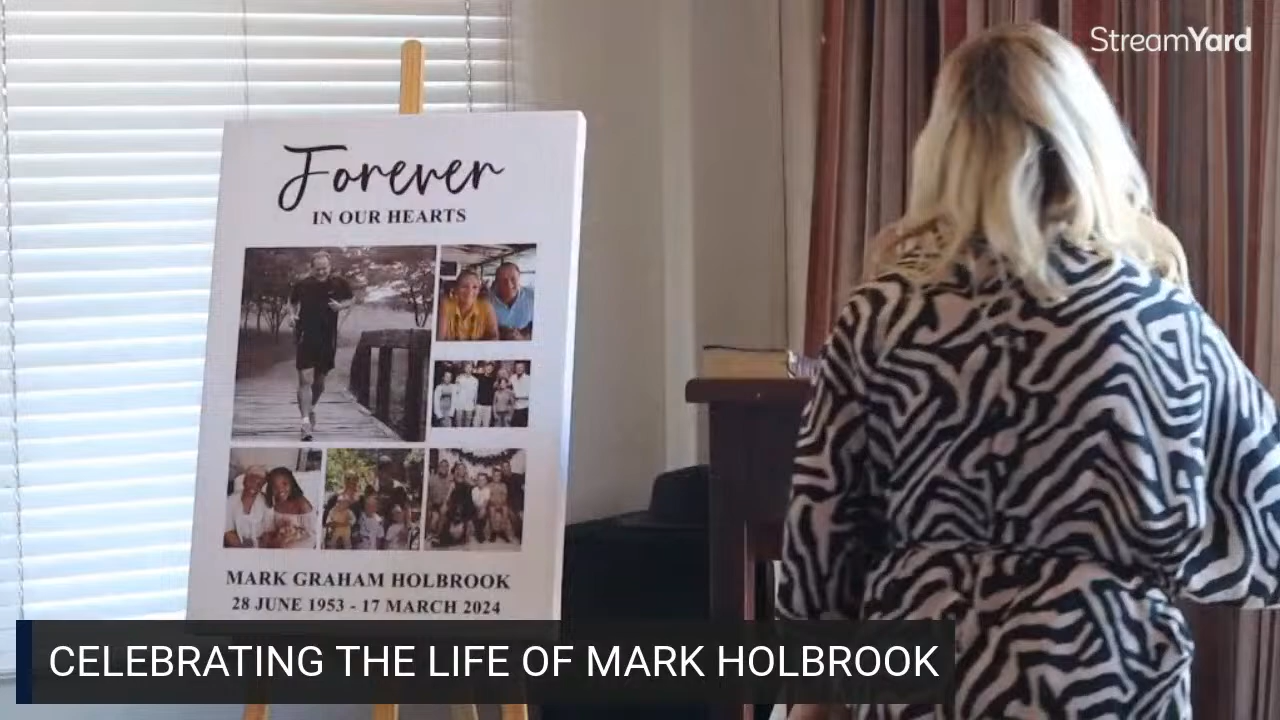 StreamYard
Forever
IN OUR HEARTS
MARK GRAHAM HOLBROOK
28 JUNE 1953 - 17 MARCH 2024
CELEBRATING THE LIFE OF MARK HOLBROOK